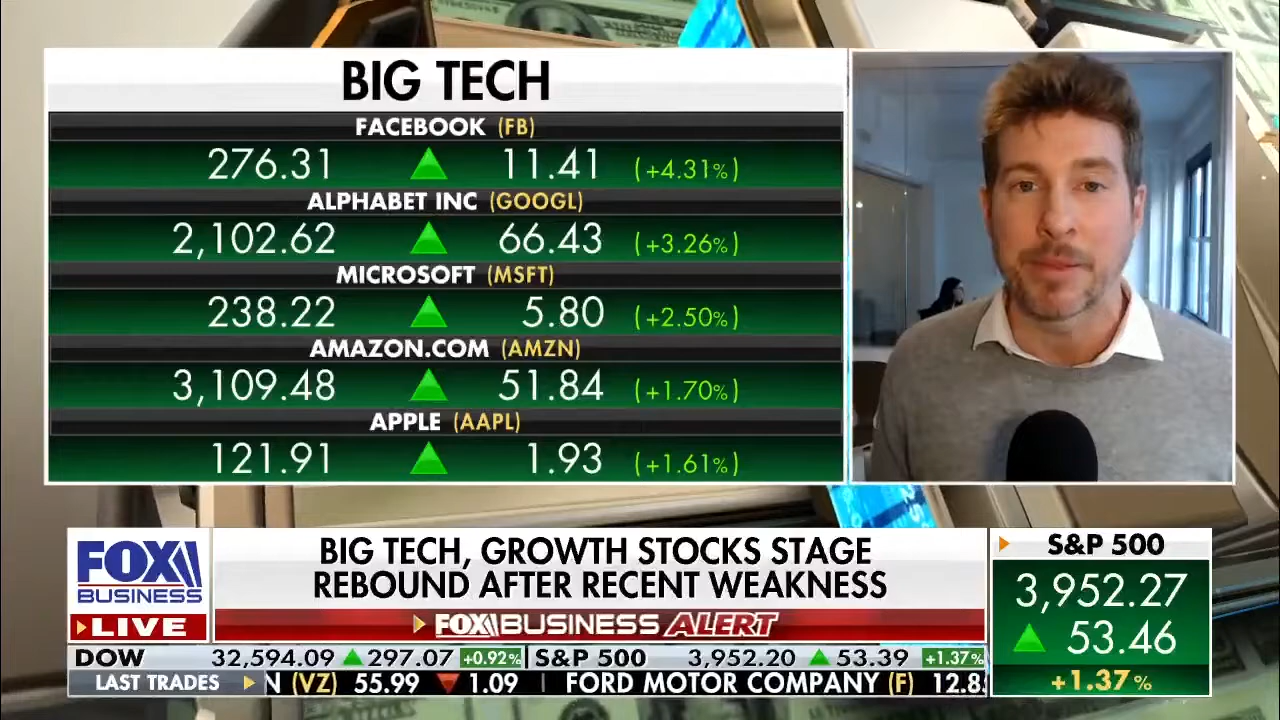 BIG TECH
FACEBOOK (FB)
276.31 ▲ 11.41 (+4.31%)
ALPHABET INC (GOOGL)
2,102.62 ▲ 66.43 (+3.26%)
MICROSOFT (MSFT)
238.22 ▲ 5.80 (+2.50%)
AMAZON.COM (AMZN)
3,109.48 ▲ 51.84 (+1.70%)
APPLE (AAPL)
121.91 ▲ 1.93 (+1.61%)
FOX
BUSINESS
LIVE
BIG TECH, GROWTH STOCKS STAGE
REBOUND AFTER RECENT WEAKNESS
FOX BUSINESS ALERT
S&P 500
3,952.27
▲ 53.46
+1.37%
DOW 32,594.09 ▲ 297.07 +0.92% S&P 500 3,952.20 ▲ 53.39 +1.37%
LAST TRADES N (VZ) 55.99 ▼ 1.09 FORD MOTOR COMPANY (F) 12.8